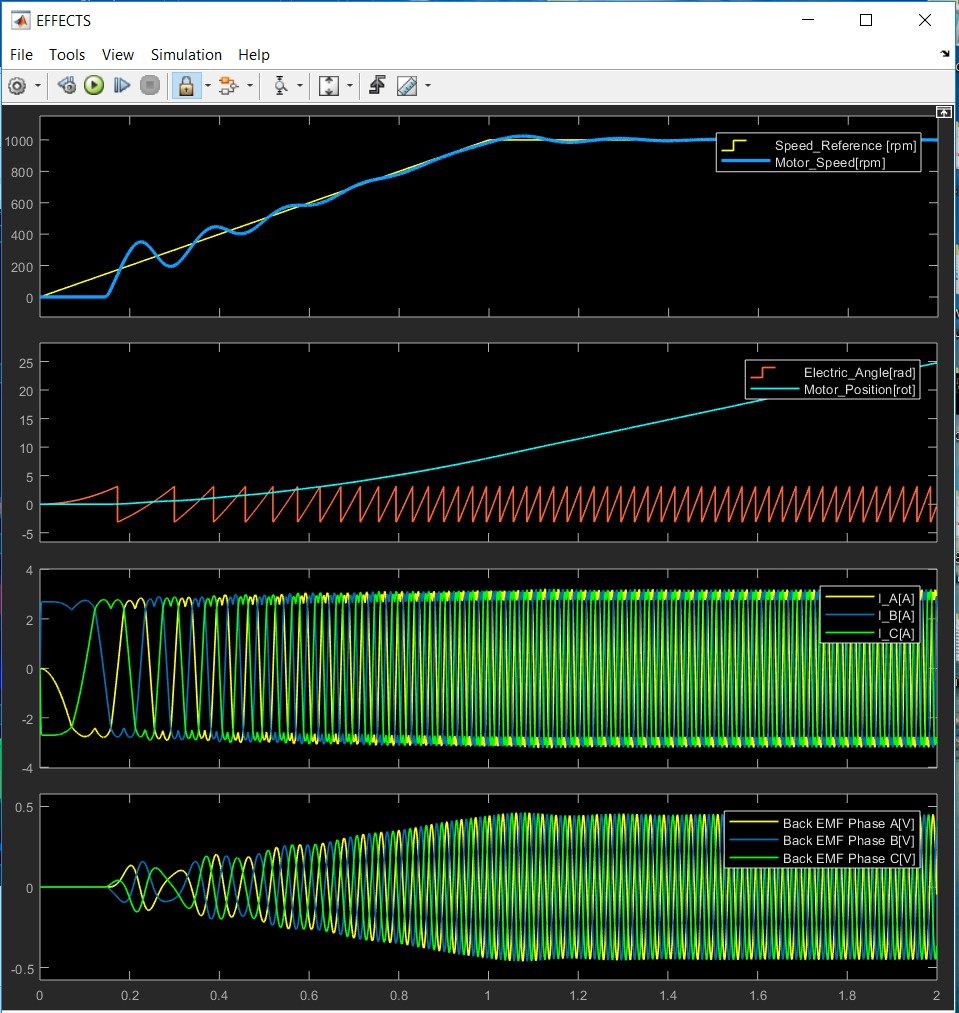 EFFECTS
File Tools View Simulation Help
1000
800
600
400
200
0
Speed_Reference [rpm]
Motor_Speed[rpm]
25
20
15
10
5
0
-5
Electric_Angle[rad]
Motor_Position[rot]
4
2
0
-2
-4
I_A[A]
I_B[A]
I_C[A]
0.5
0
-0.5
Back EMF Phase A[V]
Back EMF Phase B[V]
Back EMF Phase C[V]
0 0.2 0.4 0.6 0.8 1 1.2 1.4 1.6 1.8 2